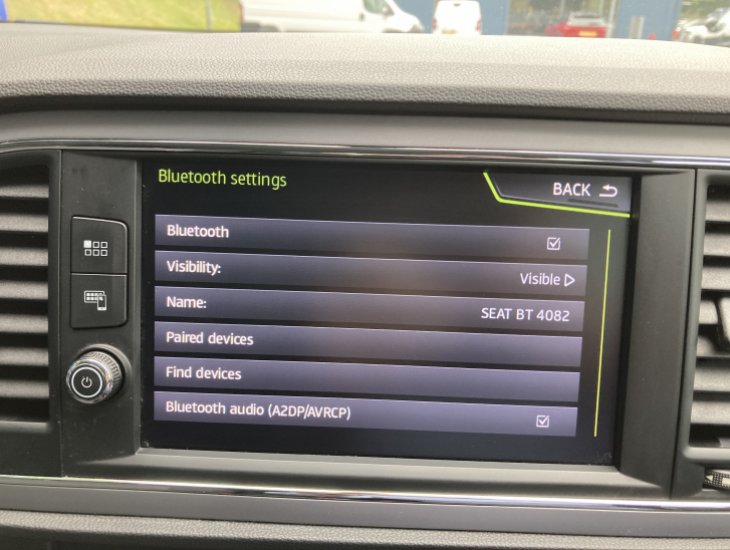 Bluetooth settings
BACK
Bluetooth
Visibility: Visible
Name: SEAT BT 4082
Paired devices
Find devices
Bluetooth audio (A2DP/AVRCP)